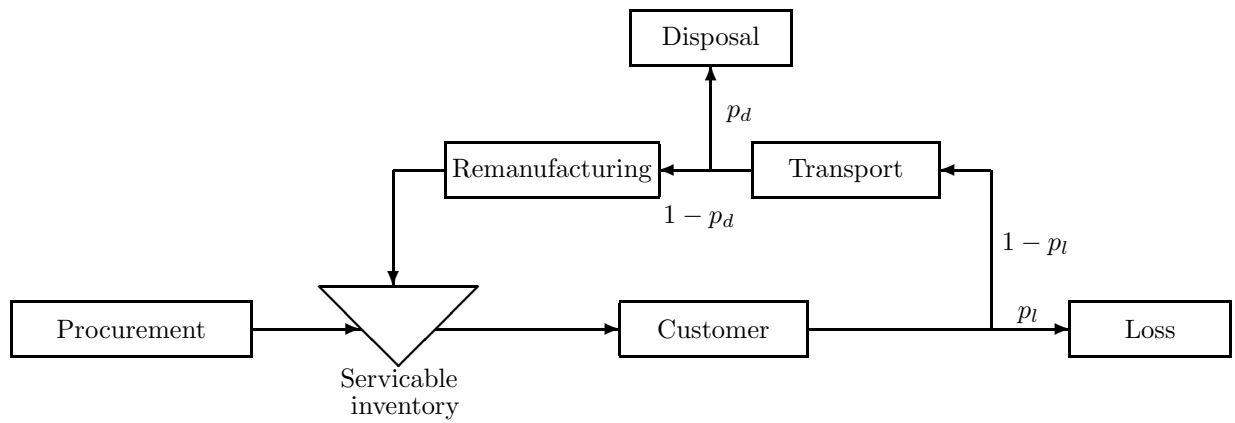 Disposal
p_d
Remanufacturing
Transport
1 − p_d
1 − p_l
Procurement
Customer
p_l
Loss
Servicable
inventory